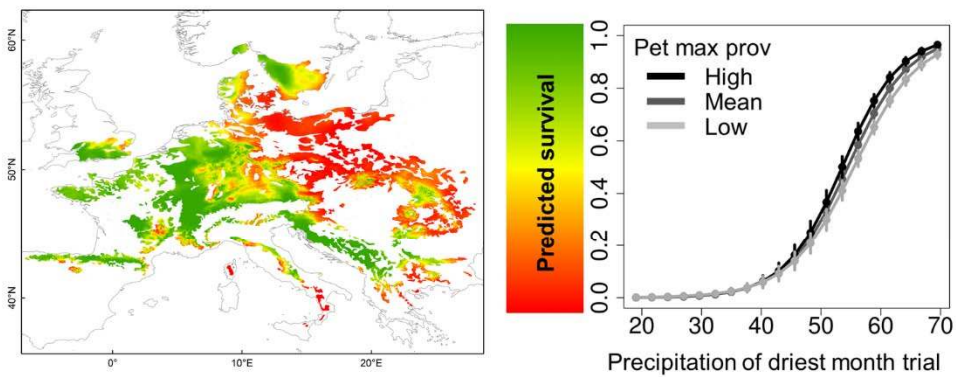 60°N
50°N
40°N
0°
10°E
20°E
Predicted survival
1.0
0.8
0.6
0.4
0.2
0.0
Pet max prov
High
Mean
Low
20 30 40 50 60 70
Precipitation of driest month trial